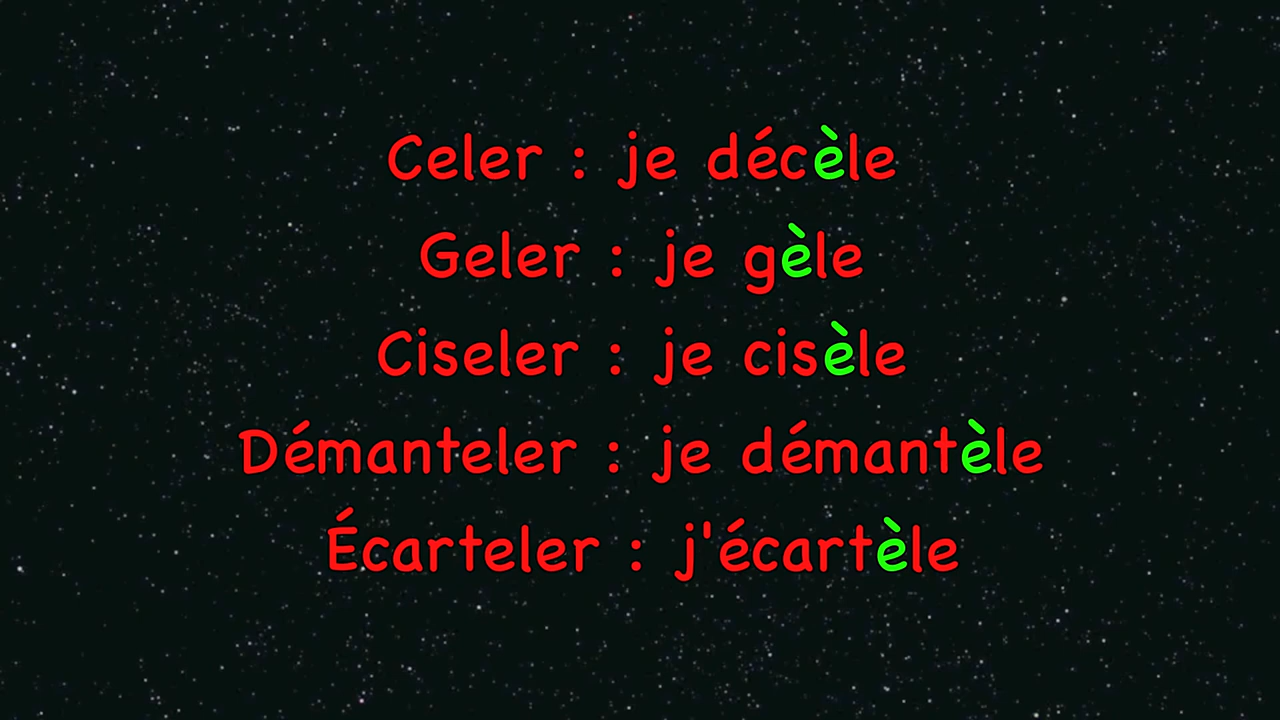 Celer : je décèle
Geler : je gèle
Ciseler : je cisèle
Démanteler : je démantèle
Écarteler : j'écartèle